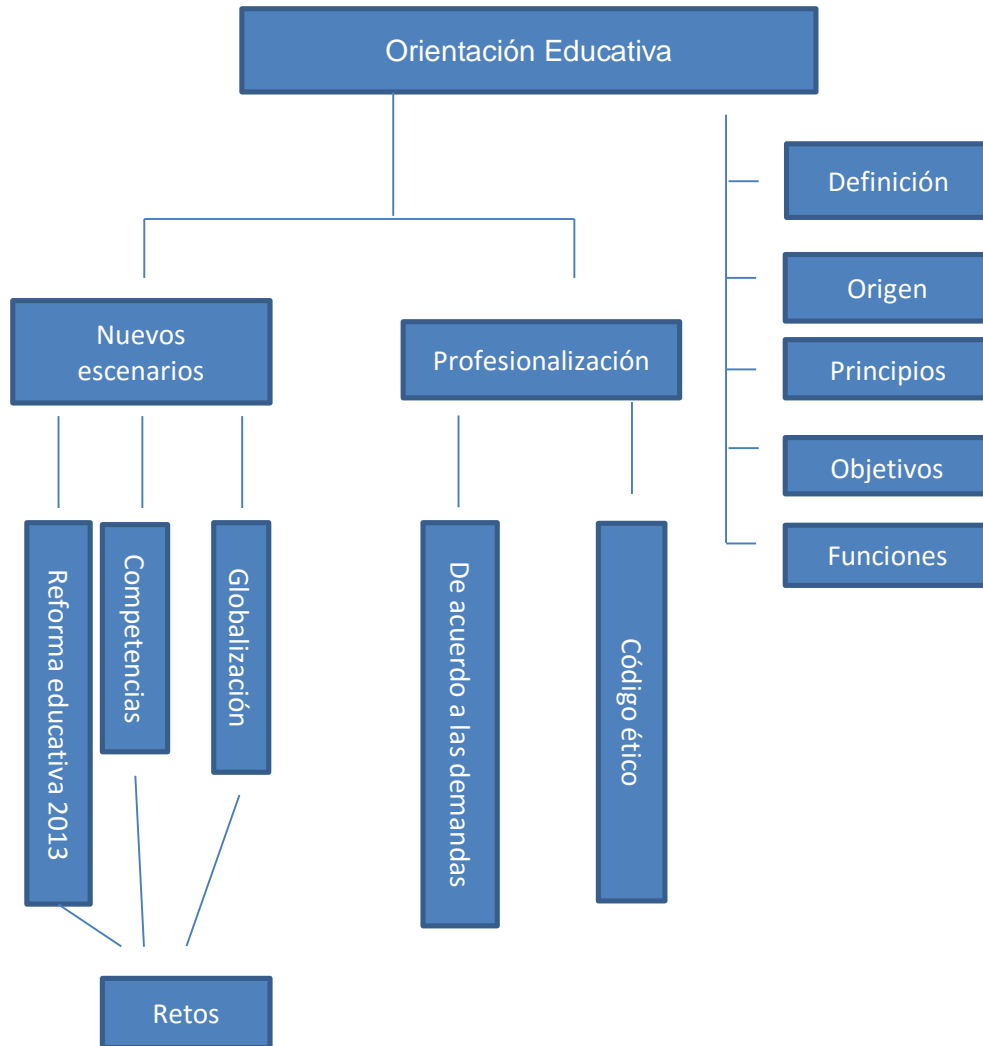 Orientación Educativa
Definición
Origen
Nuevos
escenarios
Profesionalización
Principios
Objetivos
Funciones
Reforma educativa 2013
Competencias
Globalización
De acuerdo a las demandas
Código ético
Retos